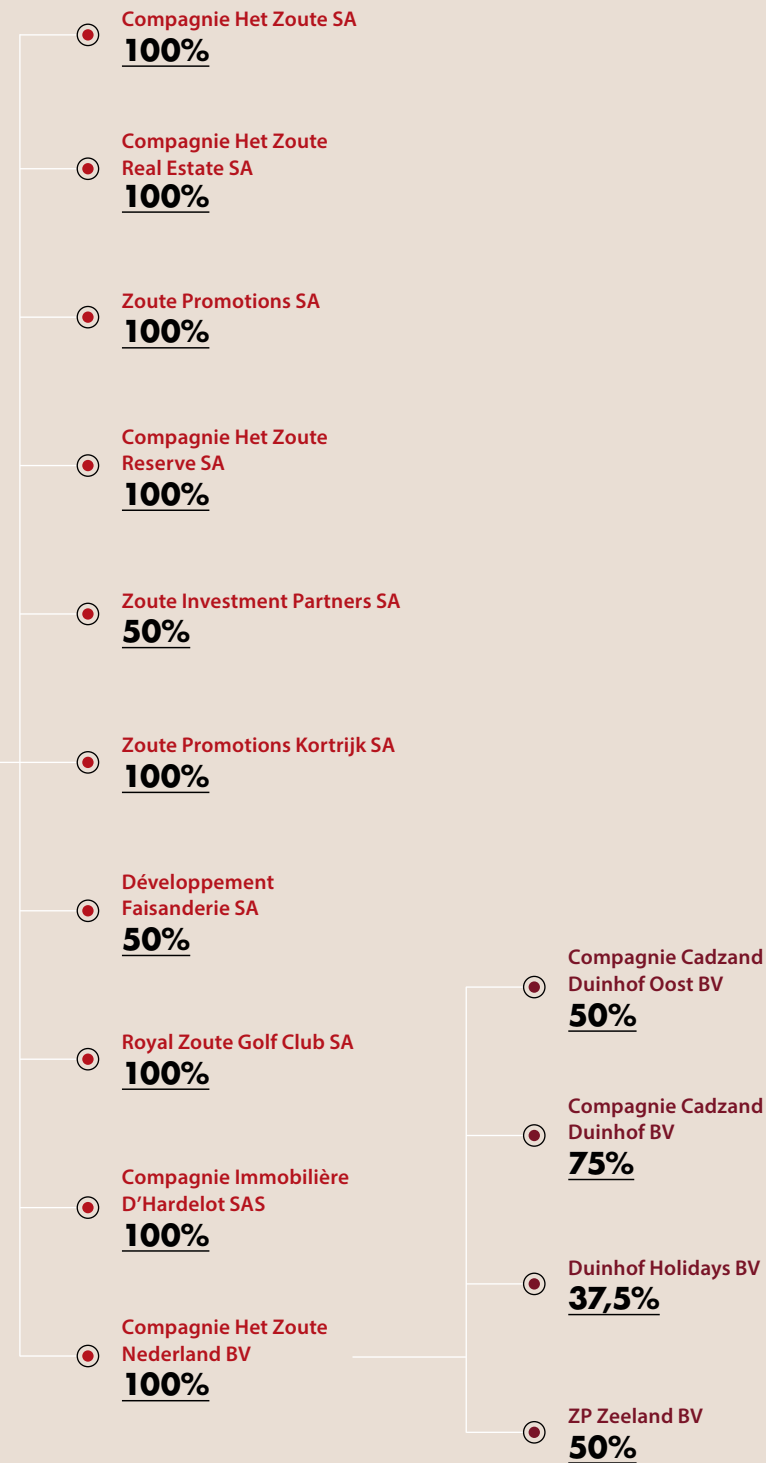 Compagnie Het Zoute SA
100%
Compagnie Het Zoute
Real Estate SA
100%
Zoute Promotions SA
100%
Compagnie Het Zoute
Reserve SA
100%
Zoute Investment Partners SA
50%
Zoute Promotions Kortrijk SA
100%
Développement
Faisanderie SA
50%
Royal Zoute Golf Club SA
100%
Compagnie Immobilière
D’Hardelot SAS
100%
Compagnie Het Zoute
Nederland BV
100%
Compagnie Cadzand
Duinhof Oost BV
50%
Compagnie Cadzand
Duinhof BV
75%
Duinhof Holidays BV
37,5%
ZP Zeeland BV
50%